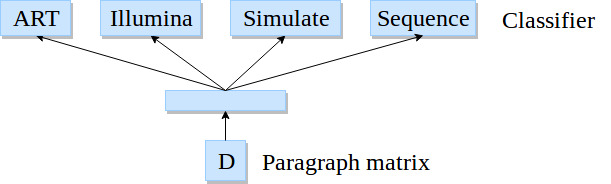 ART Illumina Simulate Sequence Classifier
D Paragraph matrix